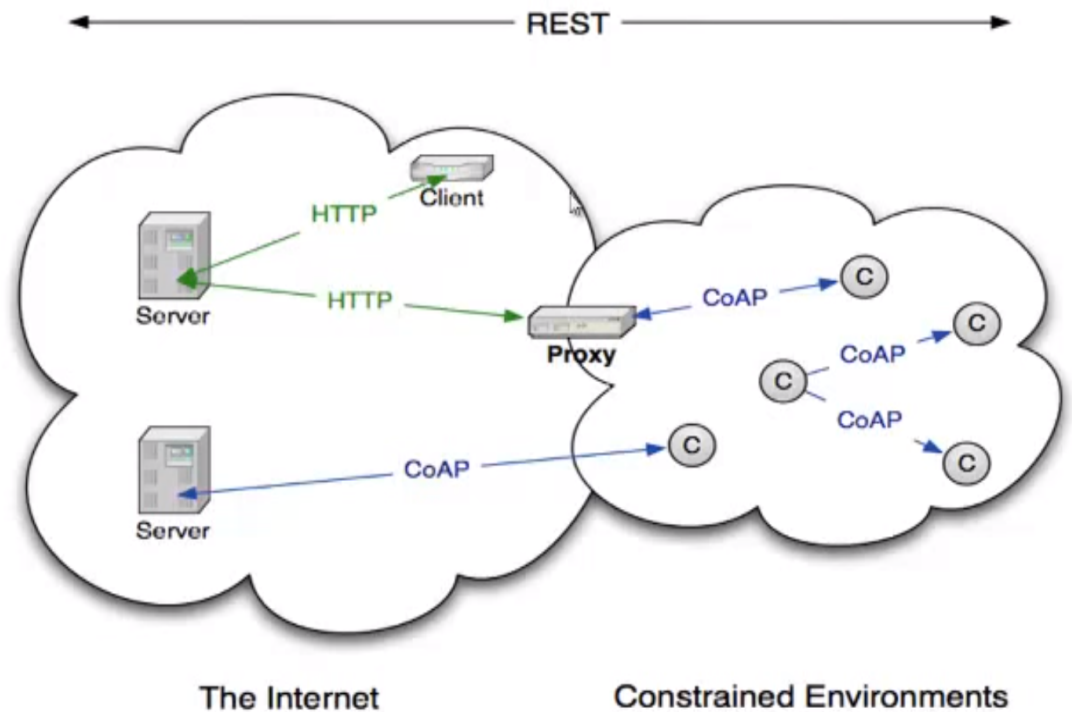 REST
Client
HTTP
Server
HTTP
Proxy
CoAP
C
C
CoAP
C
CoAP
C
C
CoAP
Server
The Internet
Constrained Environments